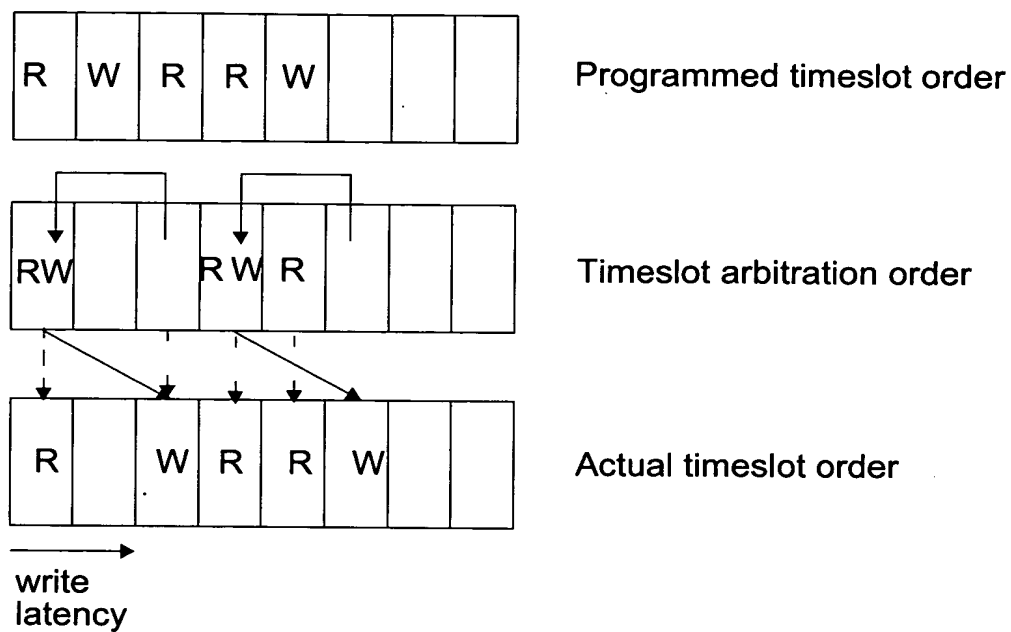 R W R R W Programmed timeslot order
RW R W R Timeslot arbitration order
R W R R W Actual timeslot order
write
latency